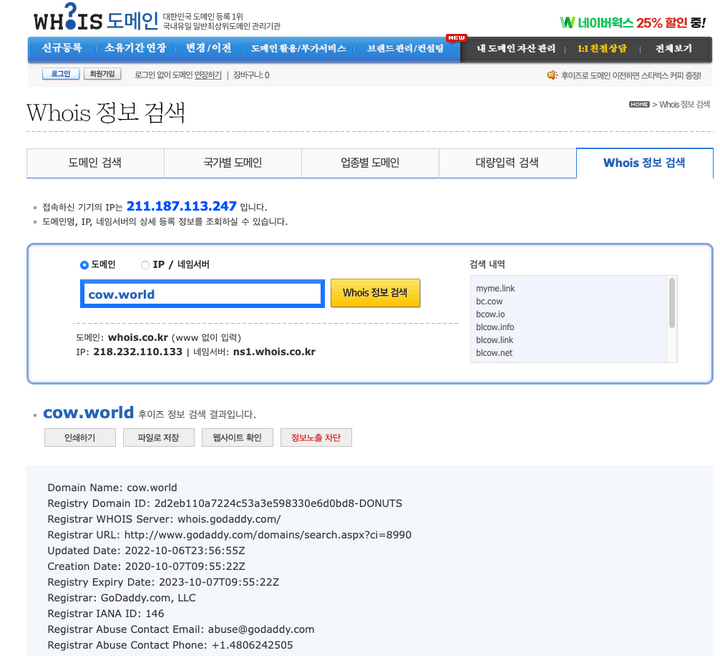 WHOIS 도메인 대한민국 도메인 등록 1위
국내유일 일반최상위도메인 관리기관
네이버웍스 25% 할인 중!
신규등록 소유기간 연장 변경/이전 도메인 활용/부가서비스 브랜드 관리/컨설팅 NEW 내 도메인 자산 관리 1:1 친절상담 전체보기
로그인 회원가입 로그인 없이 도메인 연장하기 | 장바구니: 0 후이즈로 도메인 이전하면 스타벅스 커피 증정!
Whois 정보 검색
HOME > Whois 정보 검색
도메인 검색 국가별 도메인 업종별 도메인 대량입력 검색 Whois 정보 검색
접속하신 기기의 IP는 211.187.113.247 입니다.
도메인명, IP, 네임서버의 상세 등록 정보를 조회하실 수 있습니다.
도메인 IP / 네임서버
cow.world Whois 정보 검색
도메인: whois.co.kr (www 없이 입력)
IP: 218.232.110.133 | 네임서버: ns1.whois.co.kr
검색 내역
myme.link
bc.cow
bcow.io
blcow.info
blcow.link
blcow.net
cow.world 후이즈 정보 검색 결과입니다.
인쇄하기 파일로 저장 웹사이트 확인 정보노출 차단
Domain Name: cow.world
Registry Domain ID: 2d2eb110a7224c53a3e598330e6d0bd8-DONUTS
Registrar WHOIS Server: whois.godaddy.com/
Registrar URL: http://www.godaddy.com/domains/search.aspx?ci=8990
Updated Date: 2022-10-06T23:56:55Z
Creation Date: 2020-10-07T09:55:22Z
Registry Expiry Date: 2023-10-07T09:55:22Z
Registrar: GoDaddy.com, LLC
Registrar IANA ID: 146
Registrar Abuse Contact Email: abuse@godaddy.com
Registrar Abuse Contact Phone: +1.4806242505